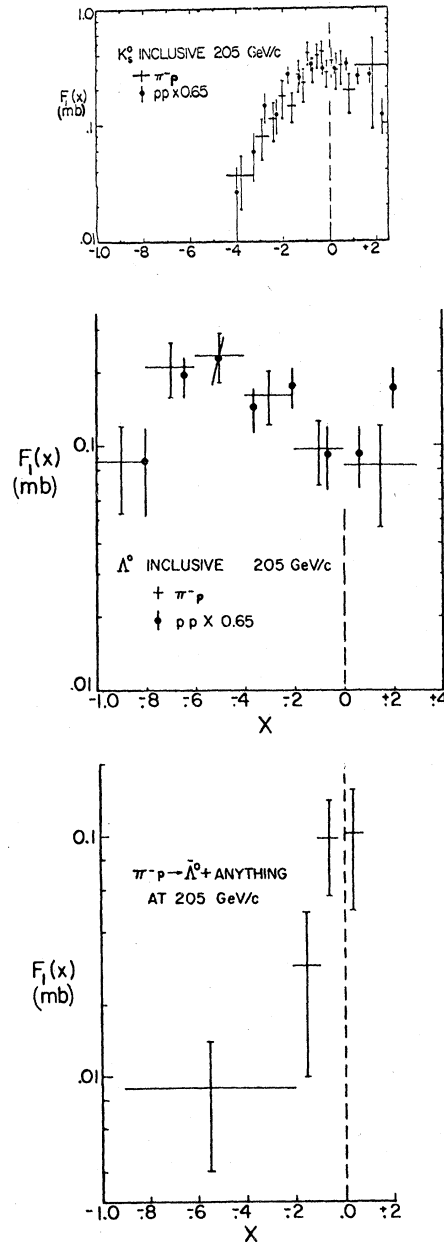 1.0
K⁰ₛ INCLUSIVE 205 GeV/c
π⁻p
pp x 0.65
F₁(x)
(mb)
.1
.01
-1.0 -.8 -.6 -.4 -.2 0 +.2
F₁(x)
(mb)
0.1
Λ⁰ INCLUSIVE 205 GeV/c
π⁻p
pp X 0.65
.01
-1.0 -.8 -.6 -.4 -.2 0 +.2 +.4
X
0.1
π⁻p → Λ̄⁰ + ANYTHING
AT 205 GeV/c
F₁(x)
(mb)
.01
-1.0 -.8 -.6 -.4 -.2 .0 +.2
X